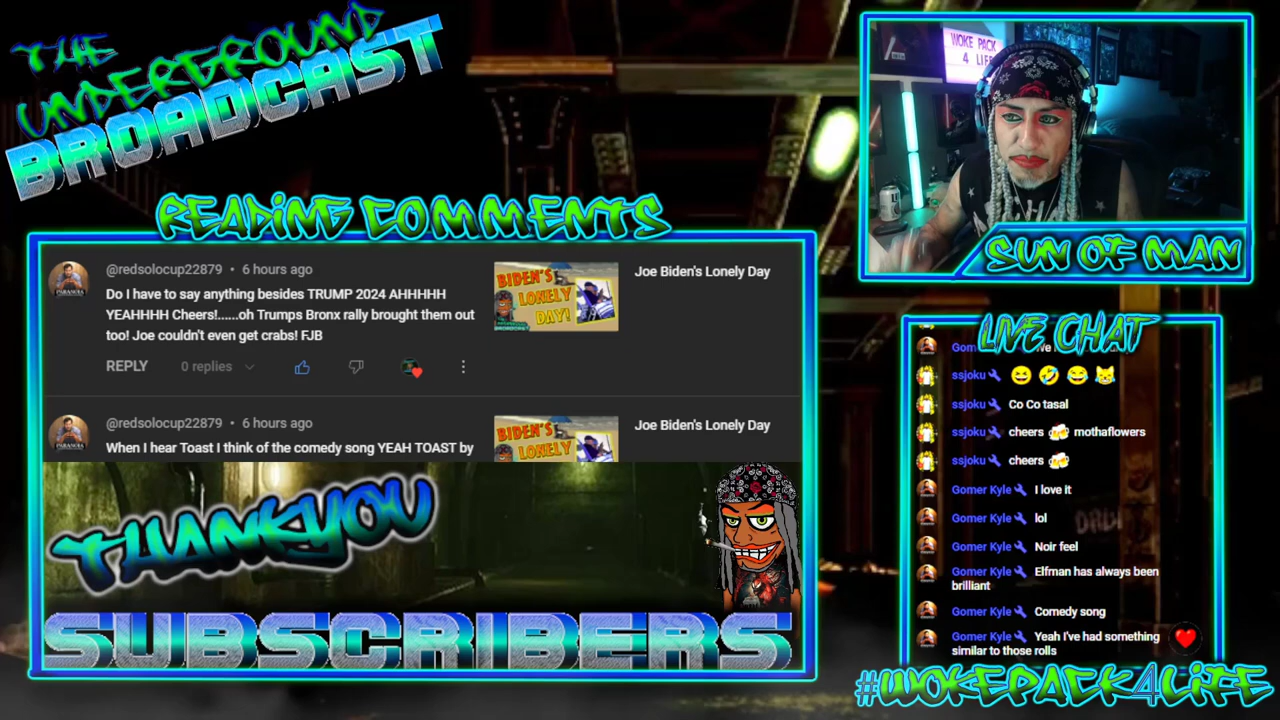 THE
UNDERGROUND
BROADCAST
WOKE PACK
4 LIFE
SUN OF MAN
READING COMMENTS
@redsolocup22879 • 6 hours ago
Do I have to say anything besides TRUMP 2024 AHHHHH
YEAHHHH Cheers!......oh Trumps Bronx rally brought them out
too! Joe couldn't even get crabs! FJB
REPLY 0 replies
BIDEN'S
LONELY
DAY!
Joe Biden's Lonely Day
@redsolocup22879 • 6 hours ago
When I hear Toast I think of the comedy song YEAH TOAST by
BIDEN'S
LONELY
Joe Biden's Lonely Day
THANKYOU
SUBSCRIBERS
LIVE CHAT
Gom
ssjoku 😆 🤣 😂 😹
ssjoku Co Co tasal
ssjoku cheers 🍻 mothaflowers
ssjoku cheers 🍻
Gomer Kyle I love it
Gomer Kyle lol
Gomer Kyle Noir feel
Gomer Kyle Elfman has always been
brilliant
Gomer Kyle Comedy song
Gomer Kyle Yeah I've had something
similar to those rolls
#WOKEPACK4LIFE